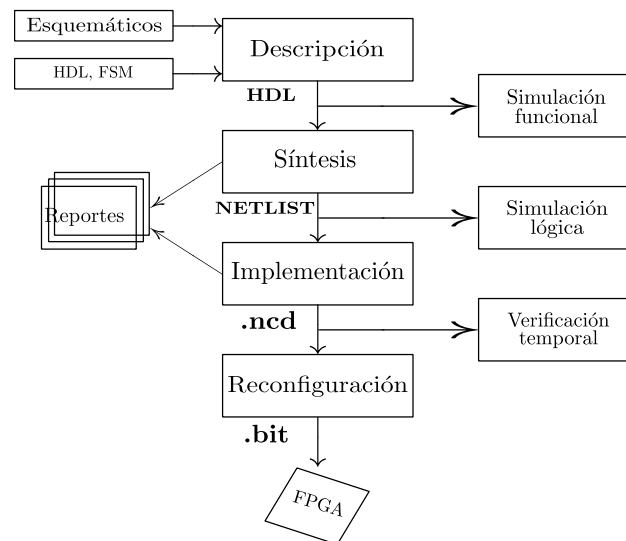 Esquemáticos
Descripción
HDL, FSM
HDL
Simulación
funcional
Síntesis
Reportes
NETLIST
Simulación
lógica
Implementación
.ncd
Verificación
temporal
Reconfiguración
.bit
FPGA